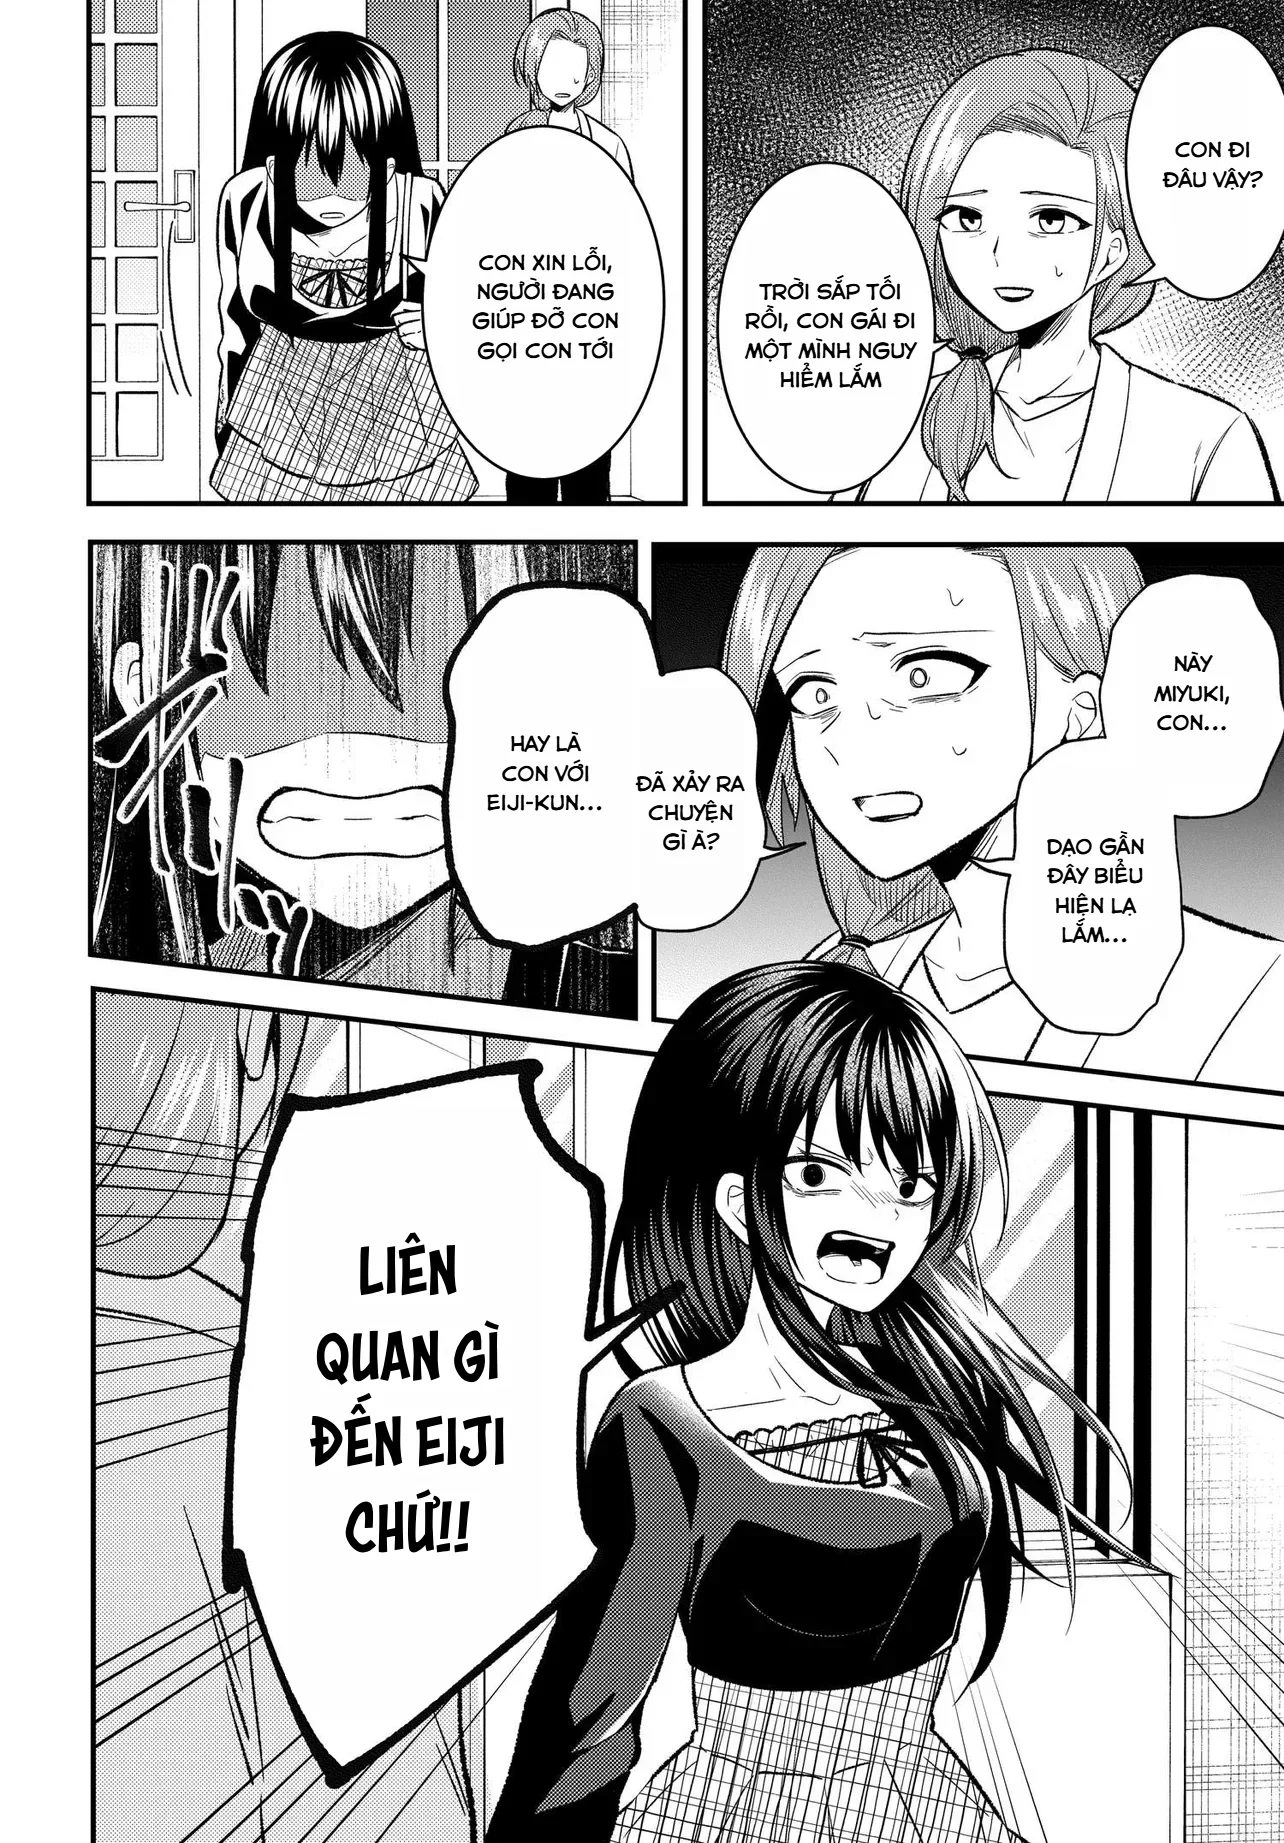 CON ĐI
ĐÂU VẬY?
TRỜI SẮP TỐI
RỒI, CON GÁI ĐI
MỘT MÌNH NGUY
HIỂM LẮM
CON XIN LỖI,
NGƯỜI ĐANG
GIÚP ĐỠ CON
GỌI CON TỚI
NÀY
MIYUKI,
CON...
DẠO GẦN
ĐÂY BIỂU
HIỆN LẠ
LẮM...
ĐÃ XẢY RA
CHUYỆN
GÌ À?
HAY LÀ
CON VỚI
EIJI-KUN...
LIÊN
QUAN GÌ
ĐẾN EIJI
CHỨ!!